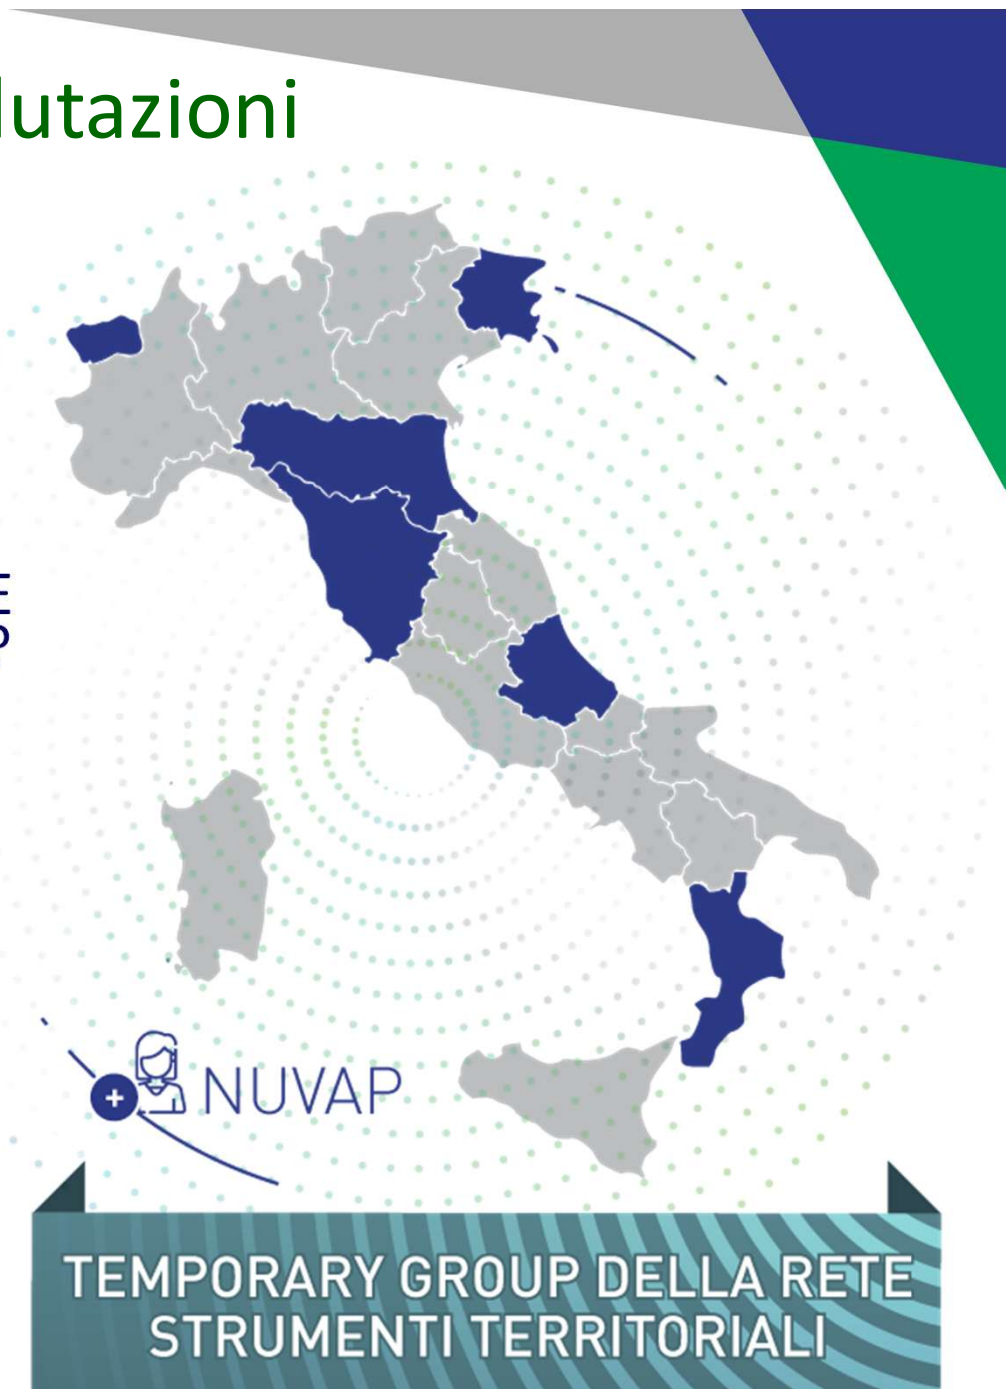 lutazioni
E
S
+
NUVAP
TEMPORARY GROUP DELLA RETE
STRUMENTI TERRITORIALI